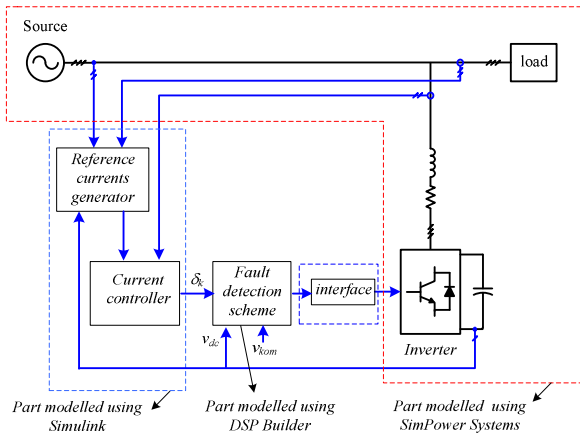 Source
load
Reference
currents
generator
Current
controller
δk
Fault
detection
scheme
interface
vdc
vkom
Inverter
Part modelled using
Simulink
Part modelled using
DSP Builder
Part modelled using
SimPower Systems